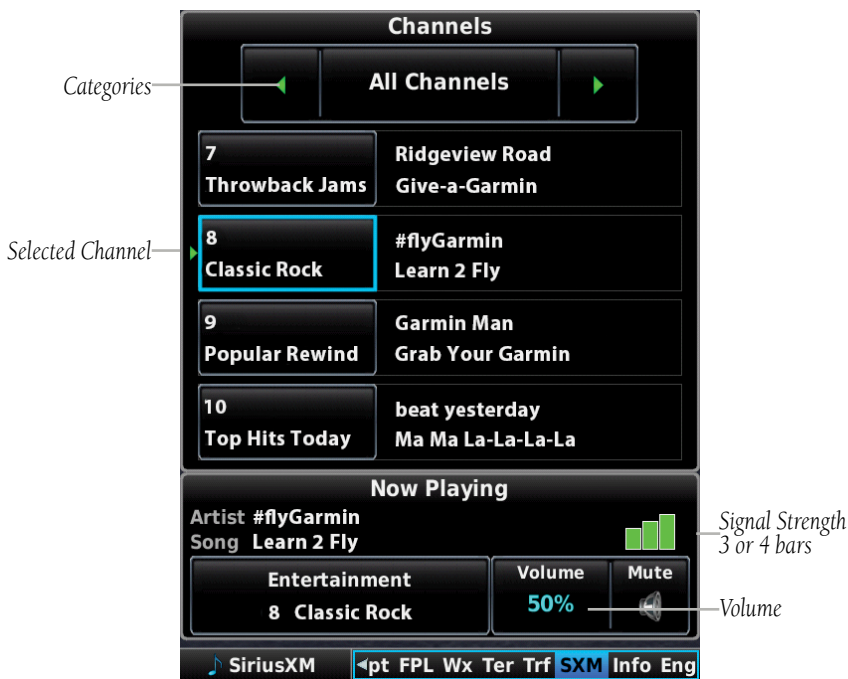 Channels
Categories
All Channels
7
Throwback Jams
Ridgeview Road
Give-a-Garmin
Selected Channel
8
Classic Rock
#flyGarmin
Learn 2 Fly
9
Popular Rewind
Garmin Man
Grab Your Garmin
10
Top Hits Today
beat yesterday
Ma Ma La-La-La-La
Now Playing
Artist #flyGarmin
Song Learn 2 Fly
Signal Strength
3 or 4 bars
Entertainment
8 Classic Rock
Volume
50%
Mute
Volume
SiriusXM
pt FPL Wx Ter Trf SXM Info Eng